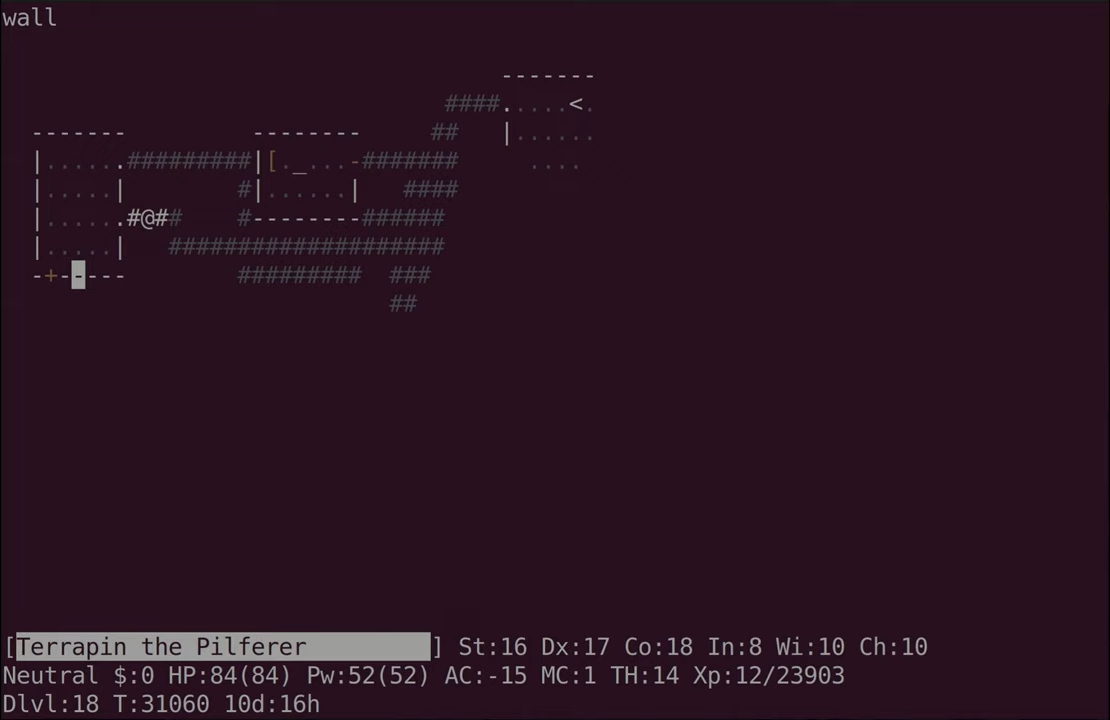 wall
-------
####.....<.
------- -------- ## |......
|......#########|[._...-####### ....
|.....| #|......| ####
|......#@## #--------######
|.....| ###################
-+----- ######### ###
##
[Terrapin the Pilferer ] St:16 Dx:17 Co:18 In:8 Wi:10 Ch:10
Neutral $:0 HP:84(84) Pw:52(52) AC:-15 MC:1 TH:14 Xp:12/23903
Dlvl:18 T:31060 10d:16h